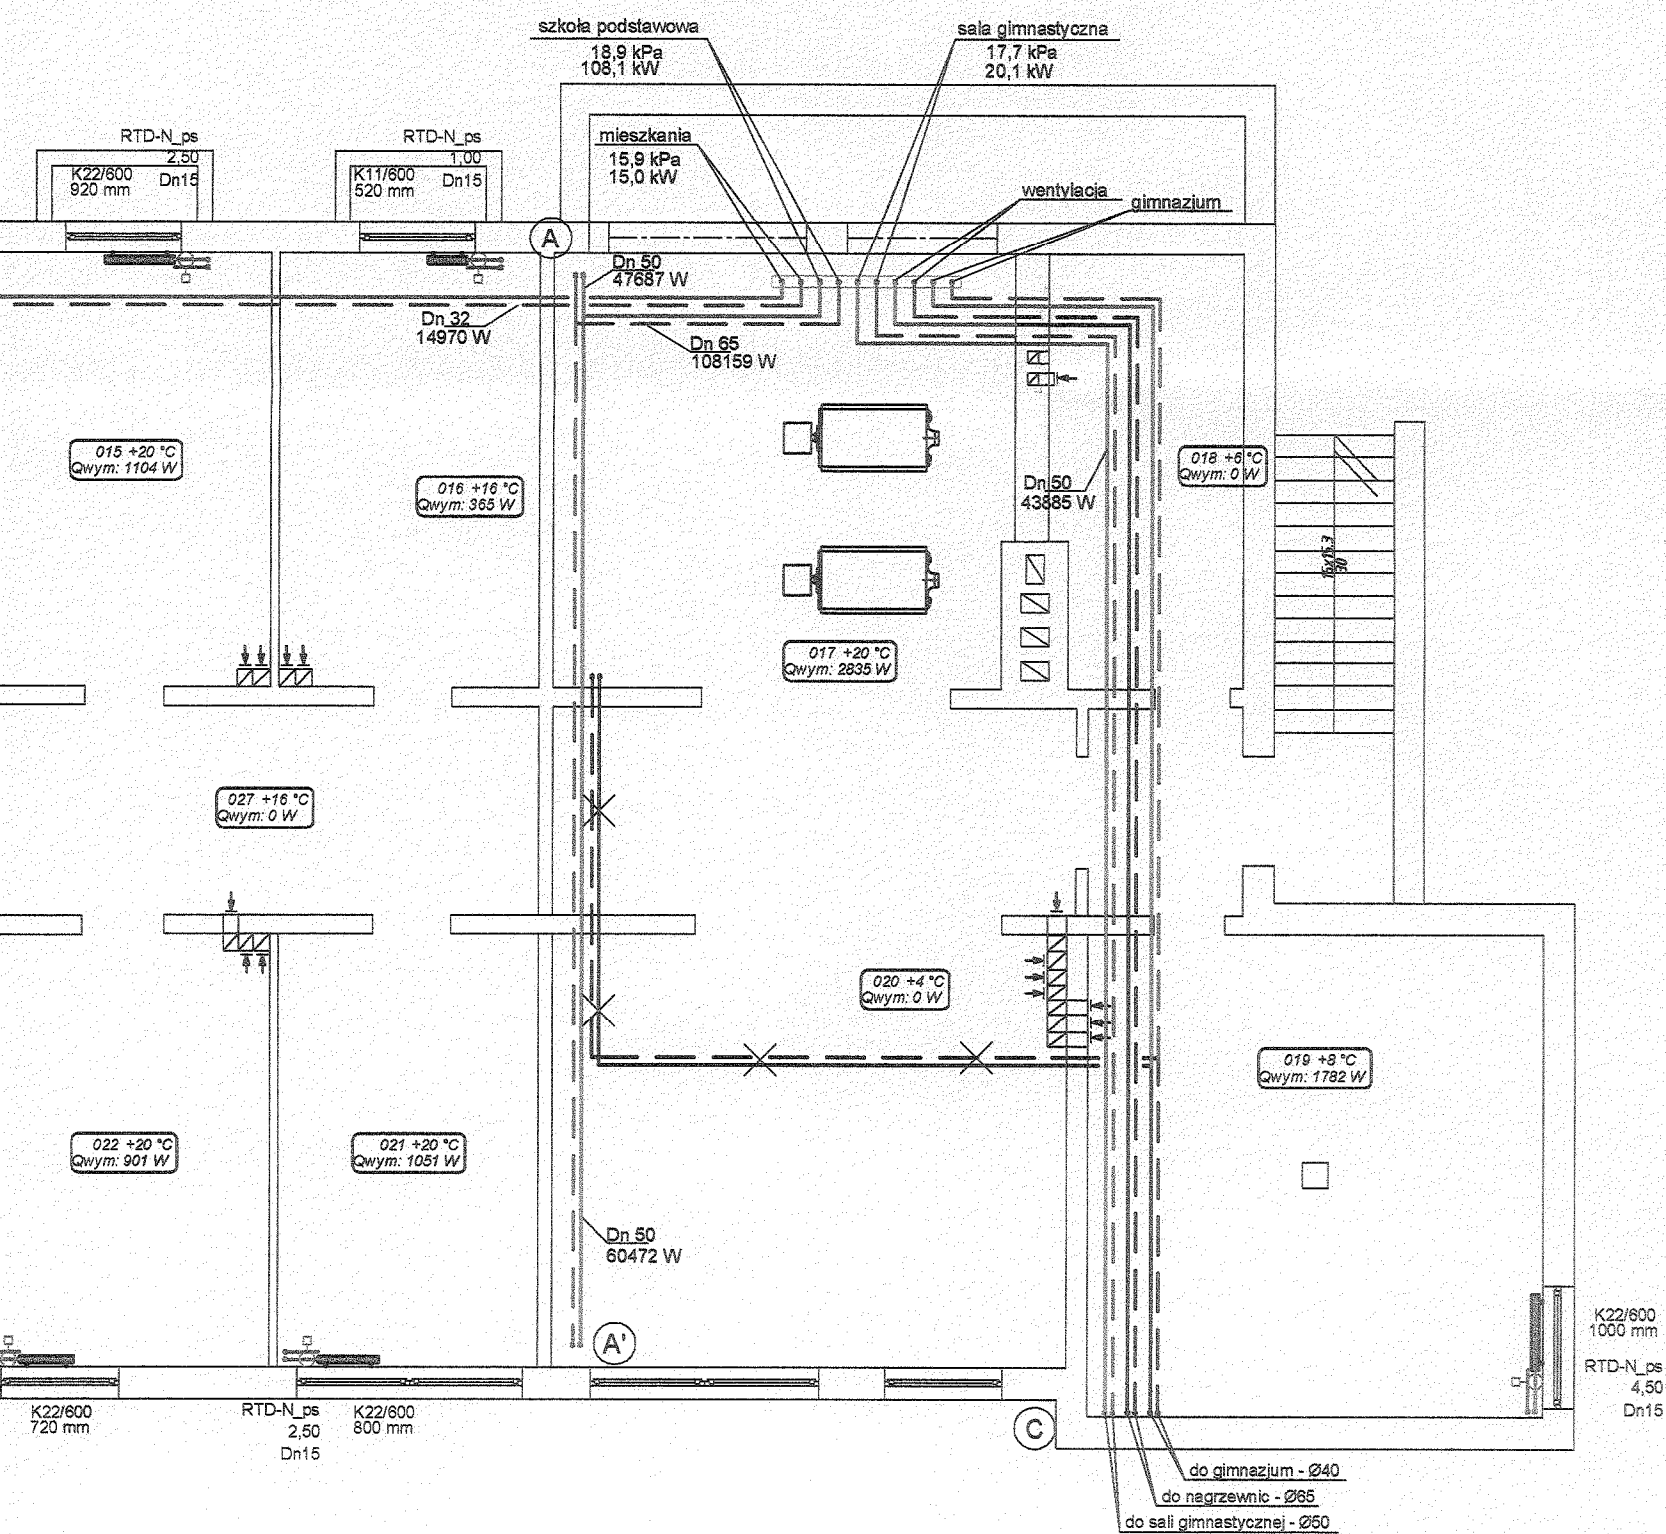 szkoła podstawowa
18,9 kPa
108,1 kW
sala gimnastyczna
17,7 kPa
20,1 kW
mieszkania
15,9 kPa
15,0 kW
wentylacja
gimnazjum
RTD-N_ps
2,50
Dn15
K22/600
920 mm
RTD-N_ps
1,00
Dn15
K11/600
520 mm
A
Dn 50
47687 W
Dn 32
14970 W
Dn 65
108159 W
015 +20 °C
Qwym: 1104 W
016 +16 °C
Qwym: 365 W
Dn 50
43885 W
018 +6 °C
Qwym: 0 W
16x15.3
30
017 +20 °C
Qwym: 2835 W
027 +16 °C
Qwym: 0 W
020 +4 °C
Qwym: 0 W
019 +8 °C
Qwym: 1782 W
022 +20 °C
Qwym: 901 W
021 +20 °C
Qwym: 1051 W
Dn 50
60472 W
A'
K22/600
1000 mm
RTD-N_ps
4,50
Dn15
K22/600
720 mm
RTD-N_ps
2,50
Dn15
K22/600
800 mm
C
do gimnazjum - Ø40
do nagrzewnic - Ø65
do sali gimnastycznej - Ø50